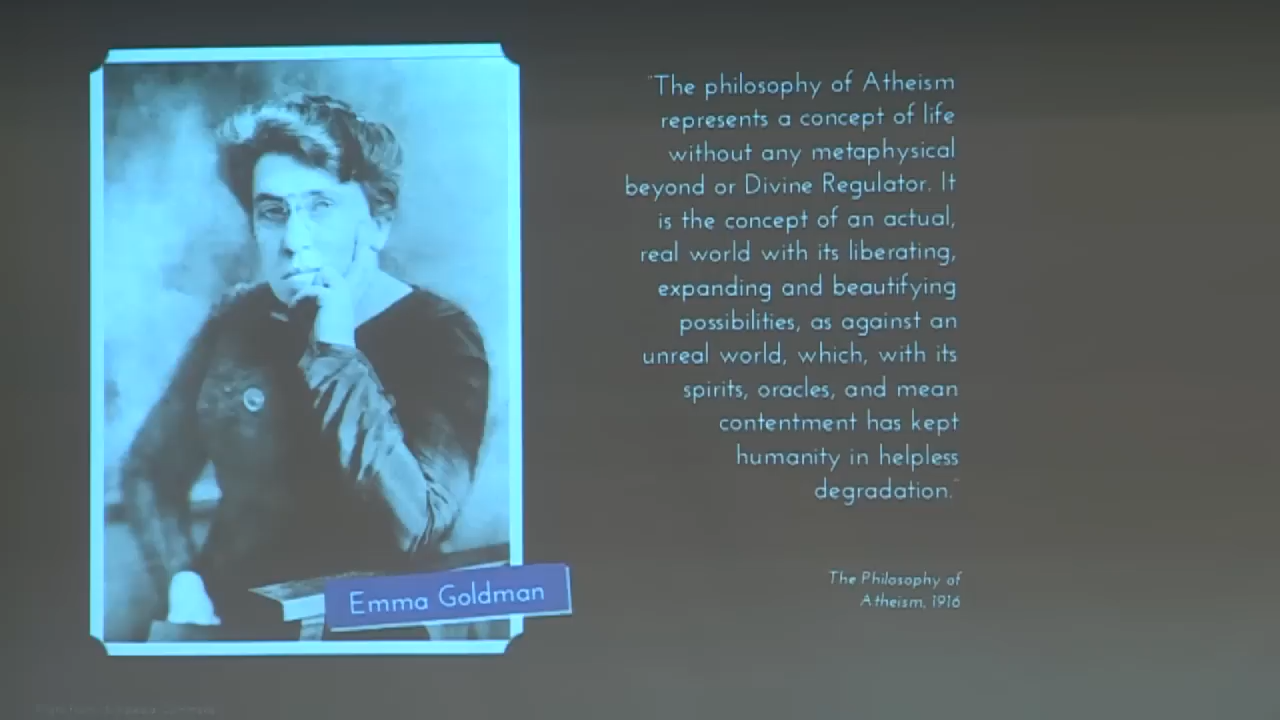 "The philosophy of Atheism
represents a concept of life
without any metaphysical
beyond or Divine Regulator. It
is the concept of an actual,
real world with its liberating,
expanding and beautifying
possibilities, as against an
unreal world, which, with its
spirits, oracles, and mean
contentment has kept
humanity in helpless
degradation."
The Philosophy of
Atheism, 1916
Emma Goldman